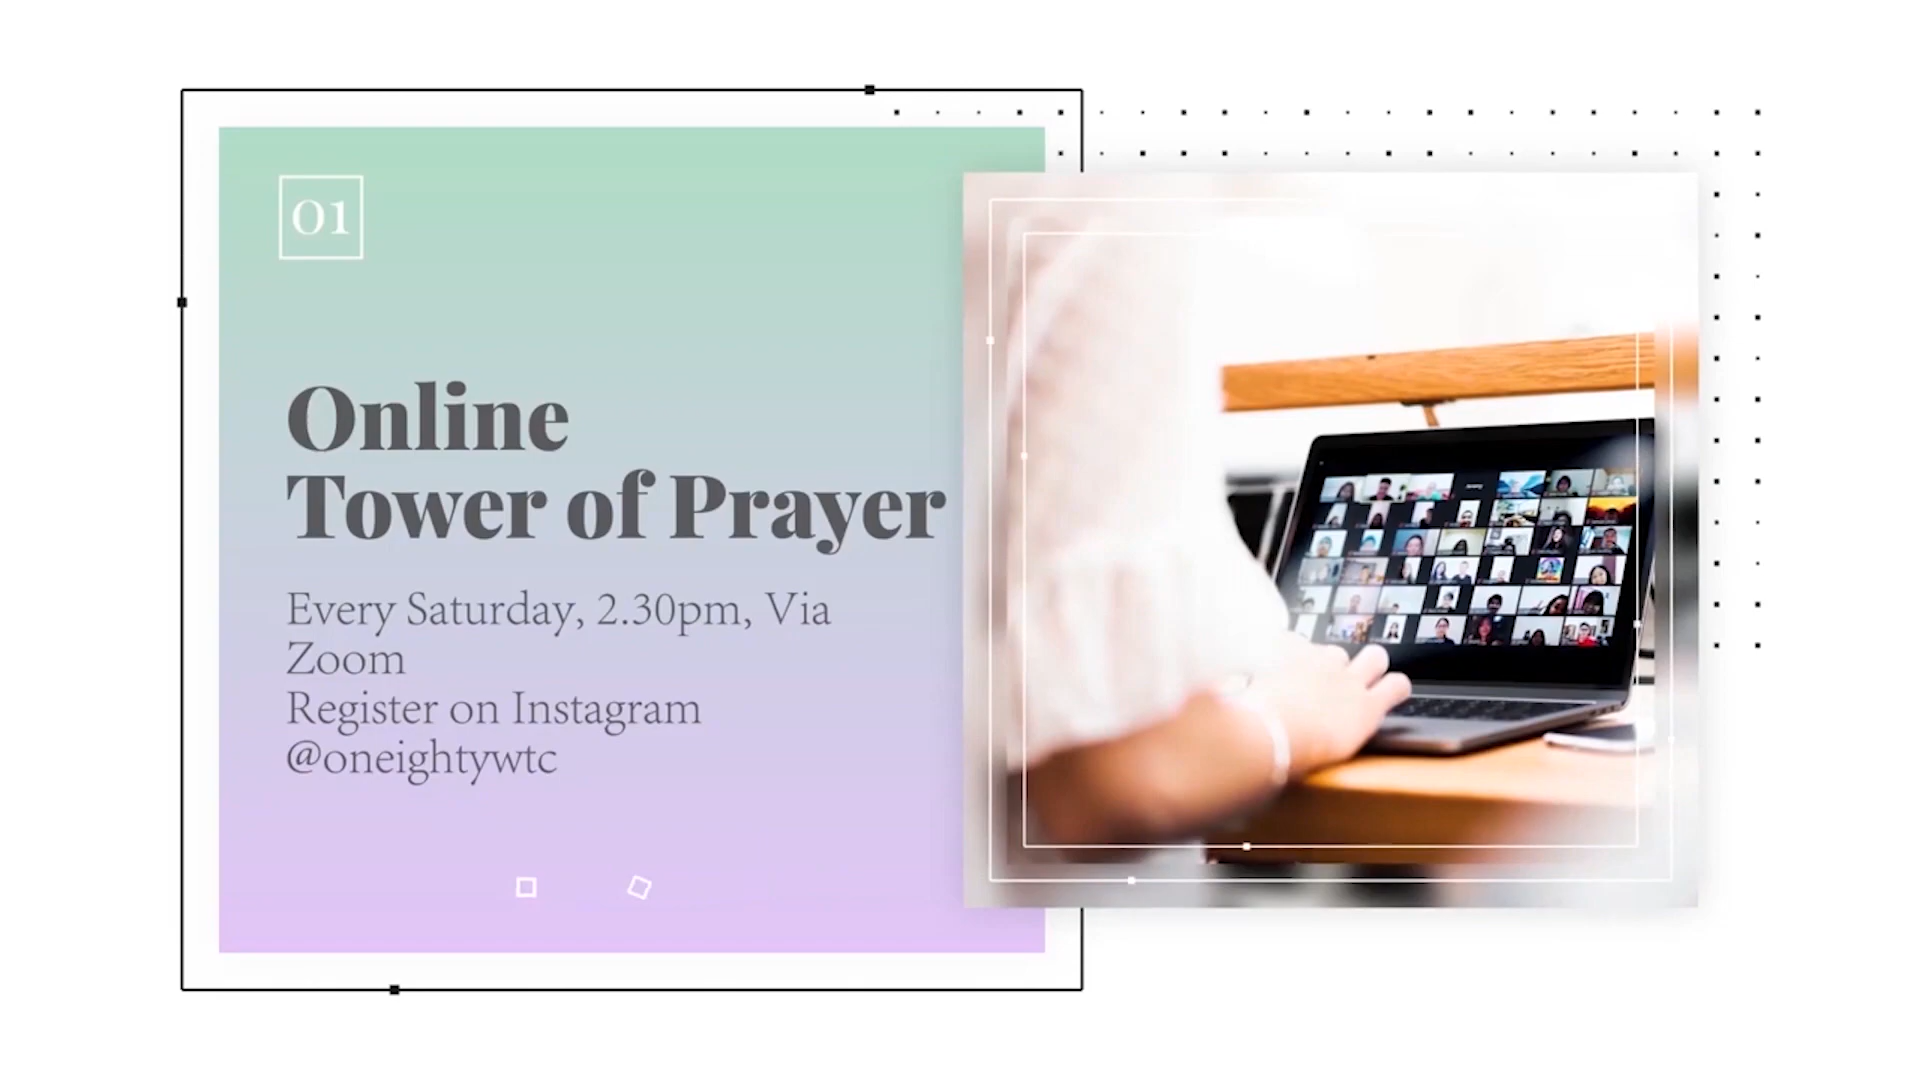 01
Online
Tower of Prayer
Every Saturday, 2.30pm, Via
Zoom
Register on Instagram
@oneightywtc